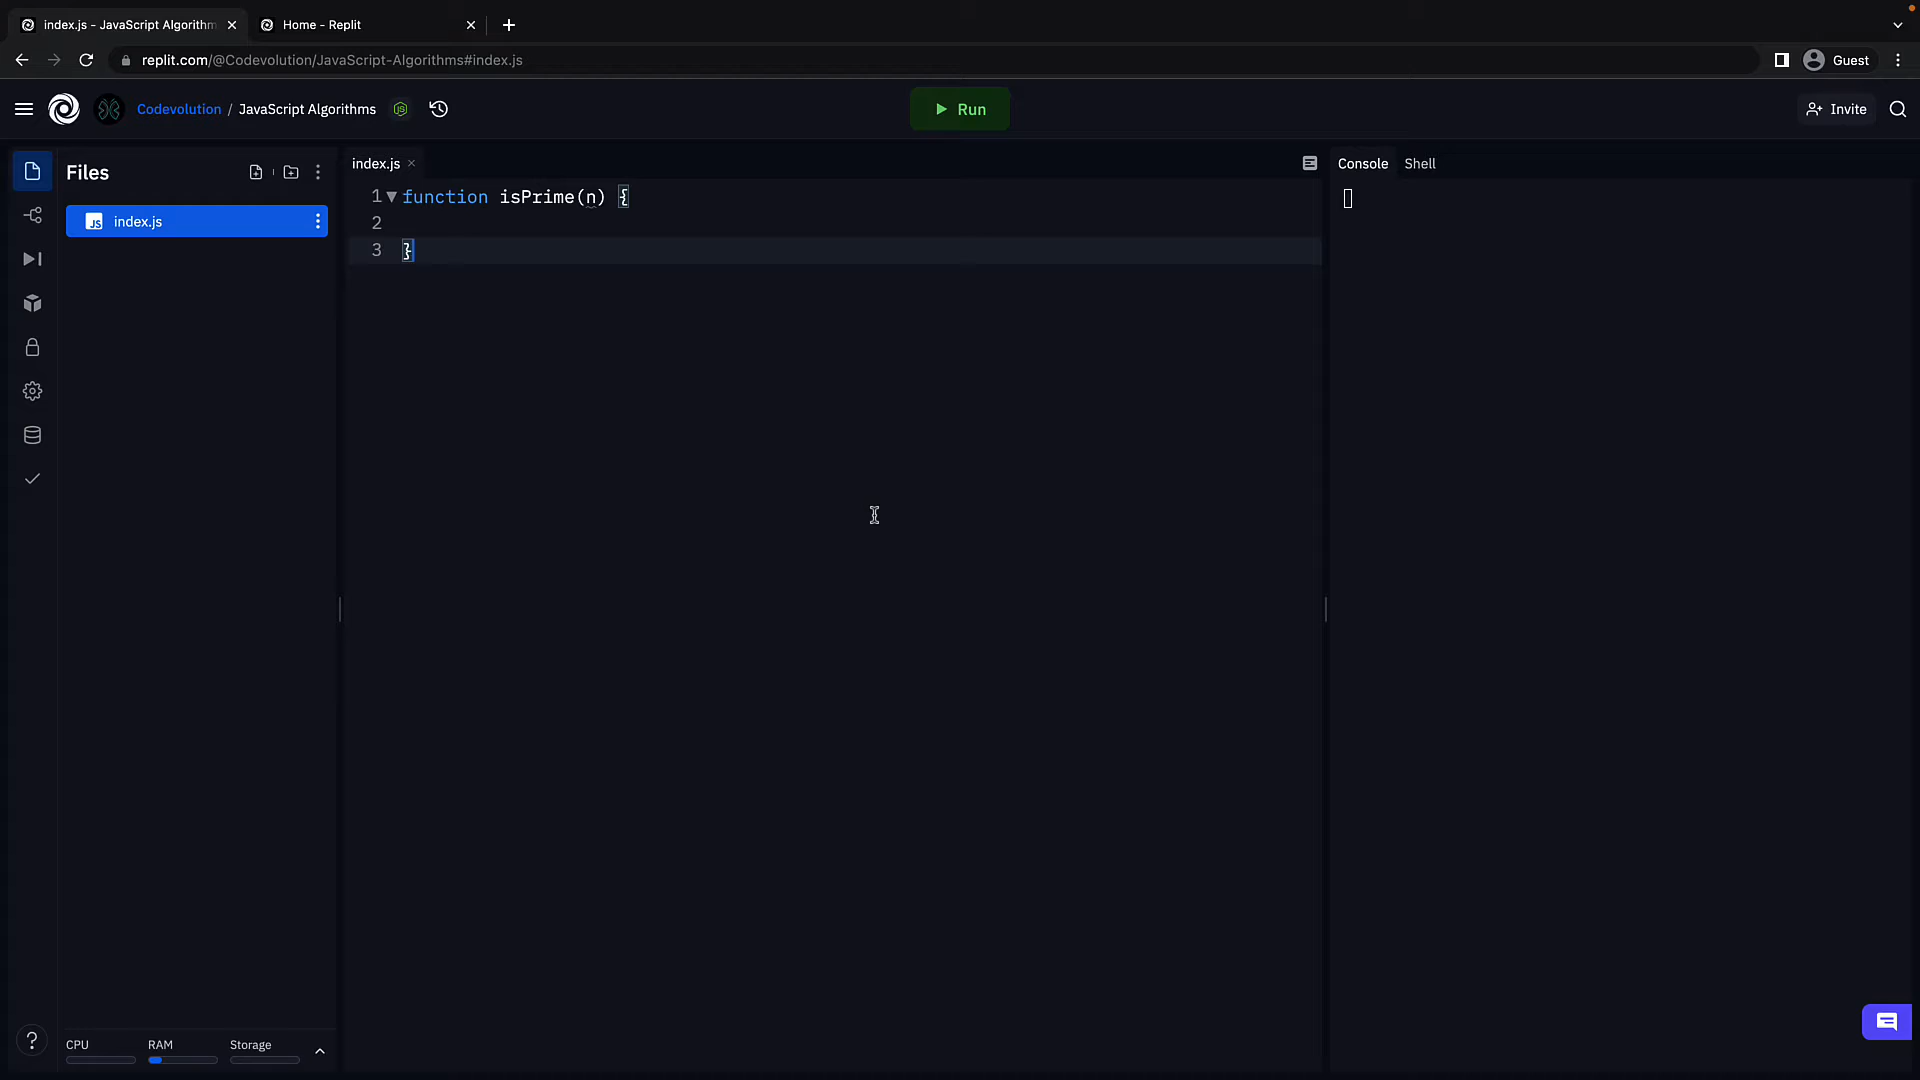 index.js - JavaScript Algorithm
Home - Replit
replit.com/@Codevolution/JavaScript-Algorithms#index.js
Guest
Codevolution / JavaScript Algorithms
Run
Invite
Files
index.js
JS index.js
Console
Shell
1 function isPrime(n) {
2
3 }
?
CPU
RAM
Storage